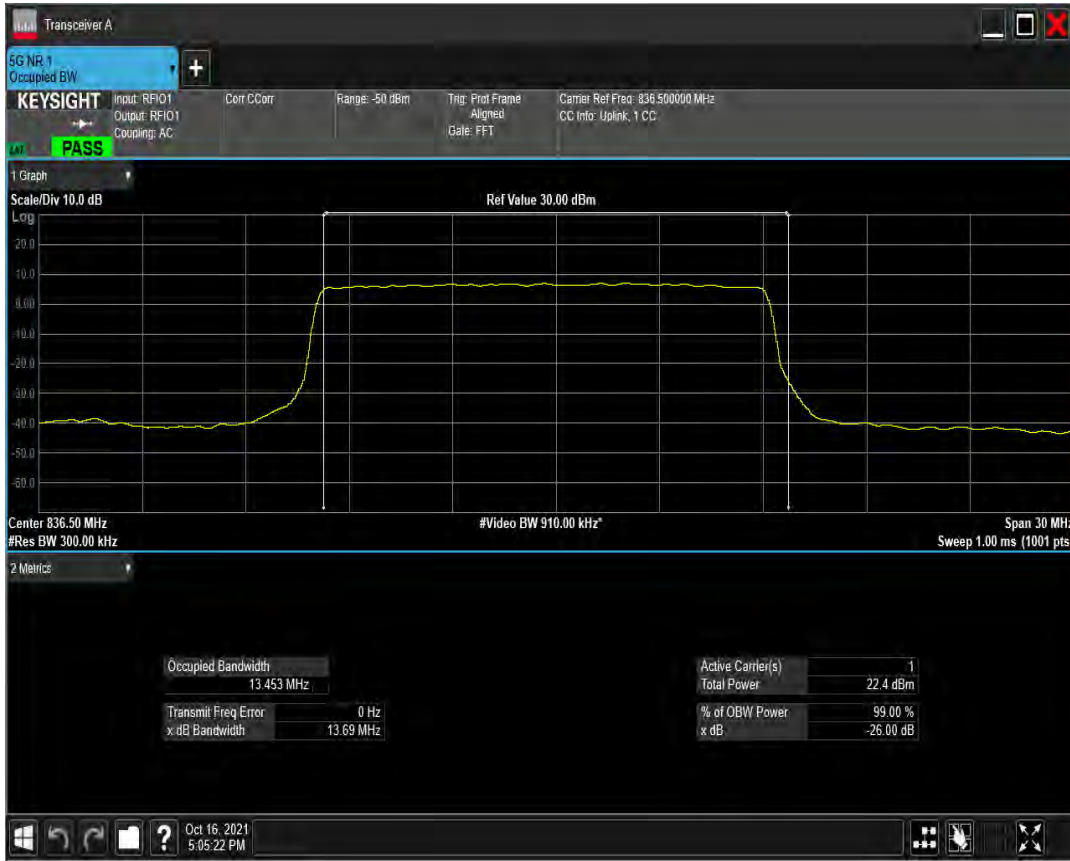 Transceiver A
5G NR 1
Occupied BW
+
KEYSIGHT
Input: RFIO1
Output: RFIO1
Coupling: AC
Corr CCorr
Range: -50 dBm
Trig: Prot Frame
Aligned
Gate: FFT
Carrier Ref Freq: 836.500000 MHz
CC Info: Uplink, 1 CC
PASS
1 Graph
Scale/Div 10.0 dB
Ref Value 30.00 dBm
Log
20.0
10.0
0.00
-10.0
-20.0
-30.0
-40.0
-50.0
-60.0
Center 836.50 MHz
#Video BW 910.00 kHz*
Span 30 MHz
#Res BW 300.00 kHz
Sweep 1.00 ms (1001 pts
2 Metrics
Occupied Bandwidth
13.453 MHz
Transmit Freq Error 0 Hz
x dB Bandwidth 13.69 MHz
Active Carrier(s) 1
Total Power 22.4 dBm
% of OBW Power 99.00 %
x dB -26.00 dB
?
Oct 16, 2021
5:05:22 PM